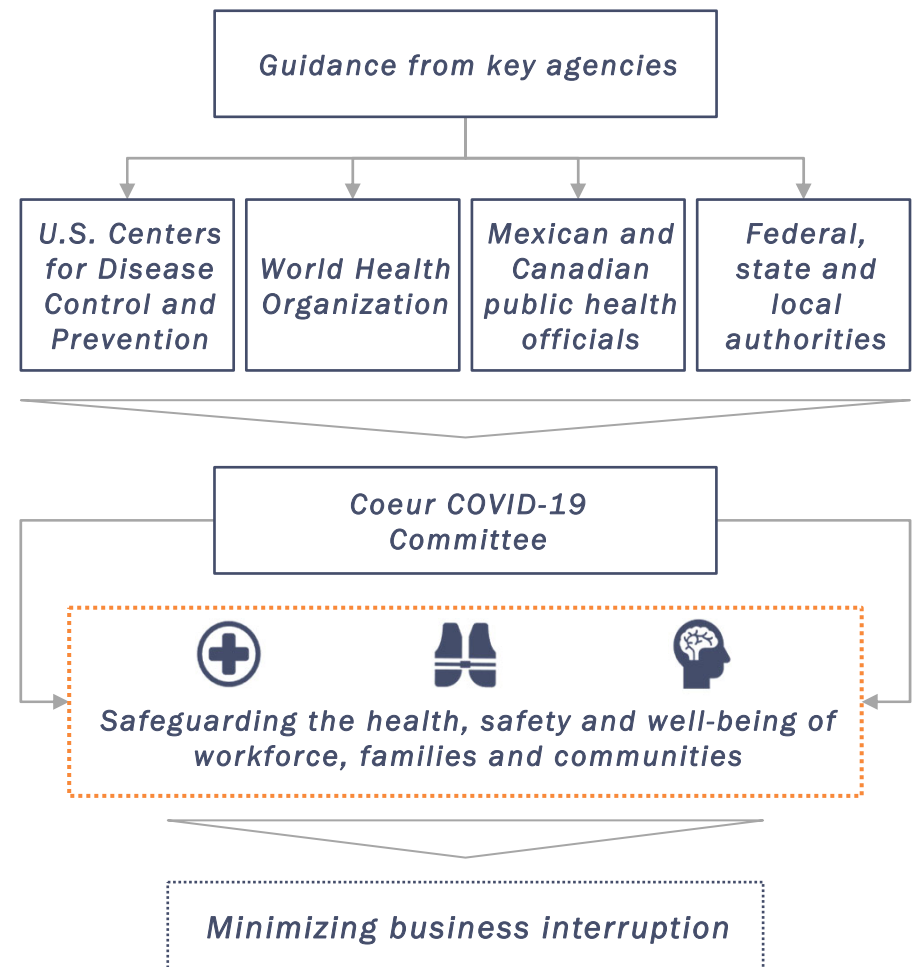 Guidance from key agencies
U.S. Centers
for Disease
Control and
Prevention
World Health
Organization
Mexican and
Canadian
public health
officials
Federal,
state and
local
authorities
Coeur COVID-19
Committee
Safeguarding the health, safety and well-being of
workforce, families and communities
Minimizing business interruption